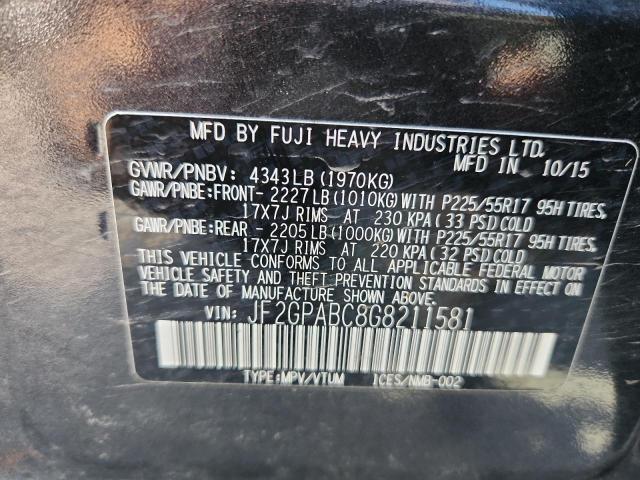 MFD BY FUJI HEAVY INDUSTRIES LTD.
MFD IN 10/15
GVWR/PNBV: 4343LB(1970KG)
GAWR/PNBE:FRONT- 2227LB(1010KG)WITH P225/55R17 95H TIRES,
17X7J RIMS AT 230 KPA(33 PSI)COLD
GAWR/PNBE:REAR - 2205LB(1000KG)WITH P225/55R17 95H TIRES,
17X7J RIMS AT 220 KPA(32 PSI)COLD
THIS VEHICLE CONFORMS TO ALL APPLICABLE FEDERAL MOTOR
VEHICLE SAFETY AND THEFT PREVENTION STANDARDS IN EFFECT ON
THE DATE OF MANUFACTURE SHOWN ABOVE.
VIN: JF2GPABC8G8211581
TYPE:MPV/VTUM ICES/NMB-002